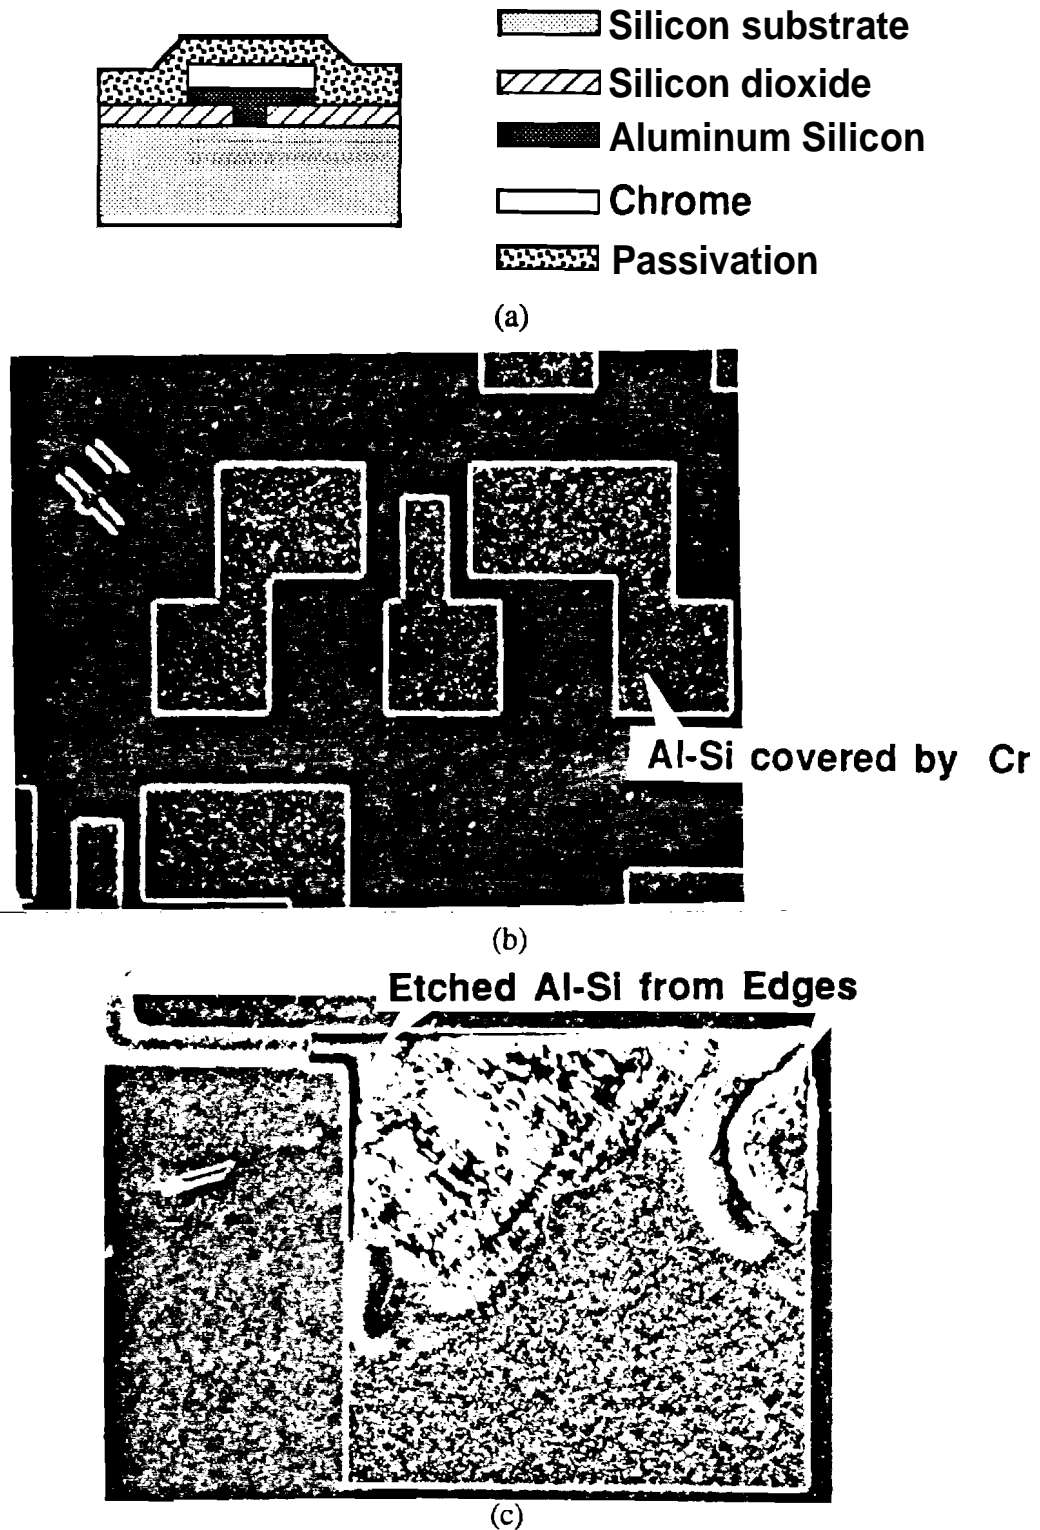 Silicon substrate
Silicon dioxide
Aluminum Silicon
Chrome
Passivation
(a)
Al-Si covered by Cr
(b)
Etched Al-Si from Edges
(c)